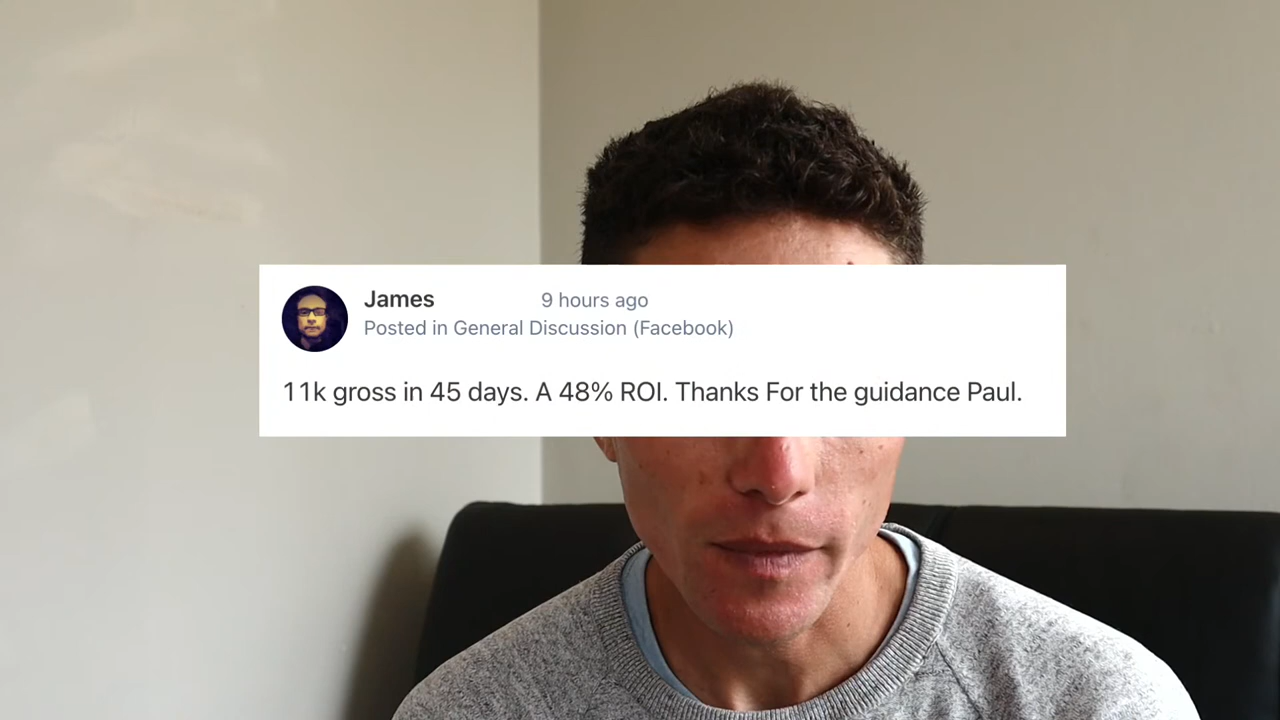 James 9 hours ago
Posted in General Discussion (Facebook)
11k gross in 45 days. A 48% ROI. Thanks For the guidance Paul.